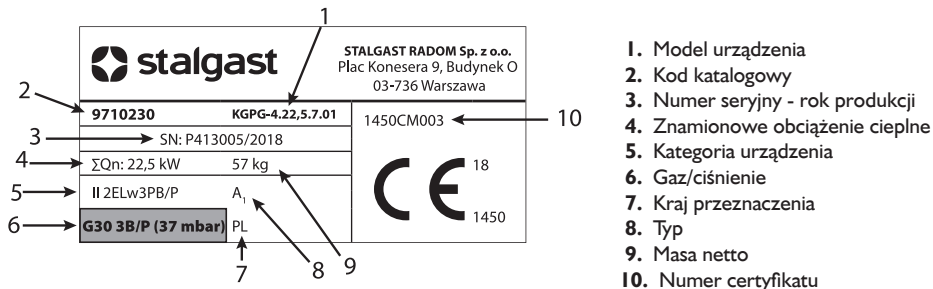 1
stalgast
STALGAST RADOM Sp. z o.o.
Plac Konesera 9, Budynek O
03-736 Warszawa
2
9710230 KGPG-4.22,5.7.01
3
SN: P413005/2018
4
ΣQn: 22,5 kW 57 kg
5
II 2ELw3PB/P A₁
6
G30 3B/P (37 mbar) PL
7
8
9
1450CM003
10
CE
18
1450
1. Model urządzenia
2. Kod katalogowy
3. Numer seryjny - rok produkcji
4. Znamionowe obciążenie cieplne
5. Kategoria urządzenia
6. Gaz/ciśnienie
7. Kraj przeznaczenia
8. Typ
9. Masa netto
10. Numer certyfikatu